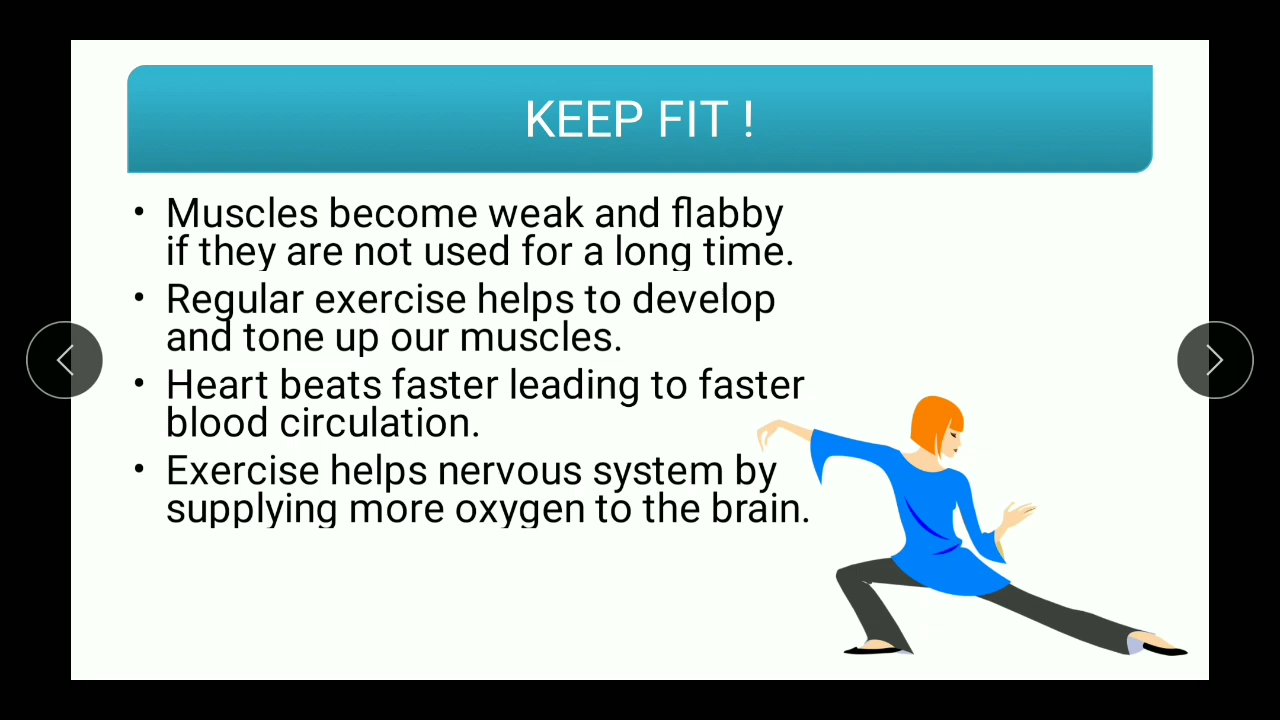 KEEP FIT !
• Muscles become weak and flabby
if they are not used for a long time.
• Regular exercise helps to develop
and tone up our muscles.
• Heart beats faster leading to faster
blood circulation.
• Exercise helps nervous system by
supplying more oxygen to the brain.